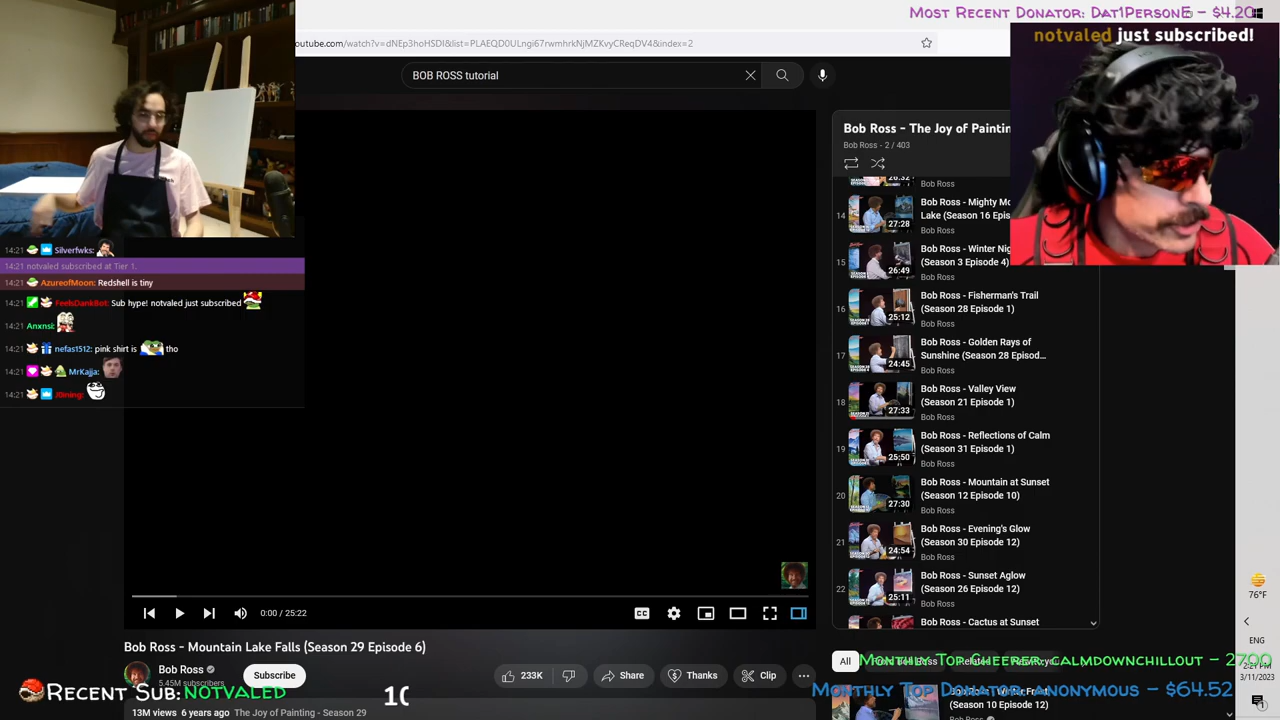 Most Recent Donator: Dat1PersonE - $4.20
notvaled just subscribed!
BOB ROSS tutorial
Bob Ross - The Joy of Paintin
Bob Ross - 2 / 403
26:32
Bob Ross
14
27:28
Bob Ross - Mighty Mo
Lake (Season 16 Epis
Bob Ross
15
26:49
Bob Ross - Winter Nig
(Season 3 Episode 4)
Bob Ross
16
25:12
Bob Ross - Fisherman's Trail
(Season 28 Episode 1)
Bob Ross
17
24:45
Bob Ross - Golden Rays of
Sunshine (Season 28 Episod...
Bob Ross
18
27:33
Bob Ross - Valley View
(Season 21 Episode 1)
Bob Ross
19
25:50
Bob Ross - Reflections of Calm
(Season 31 Episode 1)
Bob Ross
20
27:30
Bob Ross - Mountain at Sunset
(Season 12 Episode 10)
Bob Ross
21
24:54
Bob Ross - Evening's Glow
(Season 30 Episode 12)
Bob Ross
22
25:11
Bob Ross - Sunset Aglow
(Season 26 Episode 12)
Bob Ross
Bob Ross - Cactus at Sunset
14:21 Silverfwks:
14:21 notvaled subscribed at Tier 1.
14:21 AzureofMoon: Redshell is tiny
14:21 FeelsDankBot: Sub hype! notvaled just subscribed
14:21 Anxnsi:
14:21 nefas1512: pink shirt is tho
14:21 MrKajja:
14:21 J0ining:
0:00 / 25:22
Bob Ross - Mountain Lake Falls (Season 29 Episode 6)
Bob Ross
5.45M subscribers
Subscribe
233K
Share
Thanks
Clip
13M views 6 years ago The Joy of Painting - Season 29
Recent Sub: notvaled
10
All
Monthly Top Cheerer: calmdownchillout - 2700
Monthly Top Donator: anonymous - $64.52
(Season 10 Episode 12)
76°F
ENG
3/11/2023